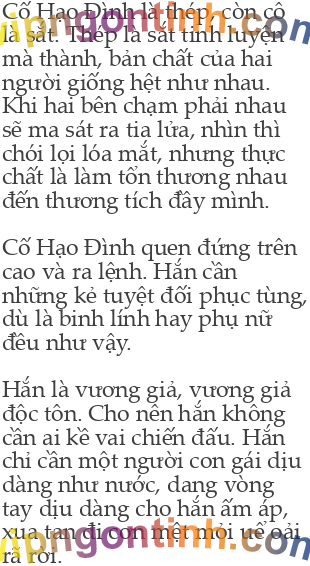 Cố Hạo Đình là thép, còn cô
là sắt. Thép là sắt tinh luyện
mà thành, bản chất của hai
người giống hệt như nhau.
Khi hai bên chạm phải nhau
sẽ ma sát ra tia lửa, nhìn thì
chói lọi lóa mắt, nhưng thực
chất là làm tổn thương nhau
đến thương tích đầy mình.
Cố Hạo Đình quen đứng trên
cao và ra lệnh. Hắn cần
những kẻ tuyệt đối phục tùng,
dù là binh lính hay phụ nữ
đều như vậy.
Hắn là vương giả, vương giả
độc tôn. Cho nên hắn không
cần ai kề vai chiến đấu. Hắn
chỉ cần một người con gái dịu
dàng như nước, dang vòng
tay dịu dàng cho hắn ấm áp,
xua tan đi cơn mệt mỏi uể oải
rã rời.
vipngontinh.com
vipngontinh.com